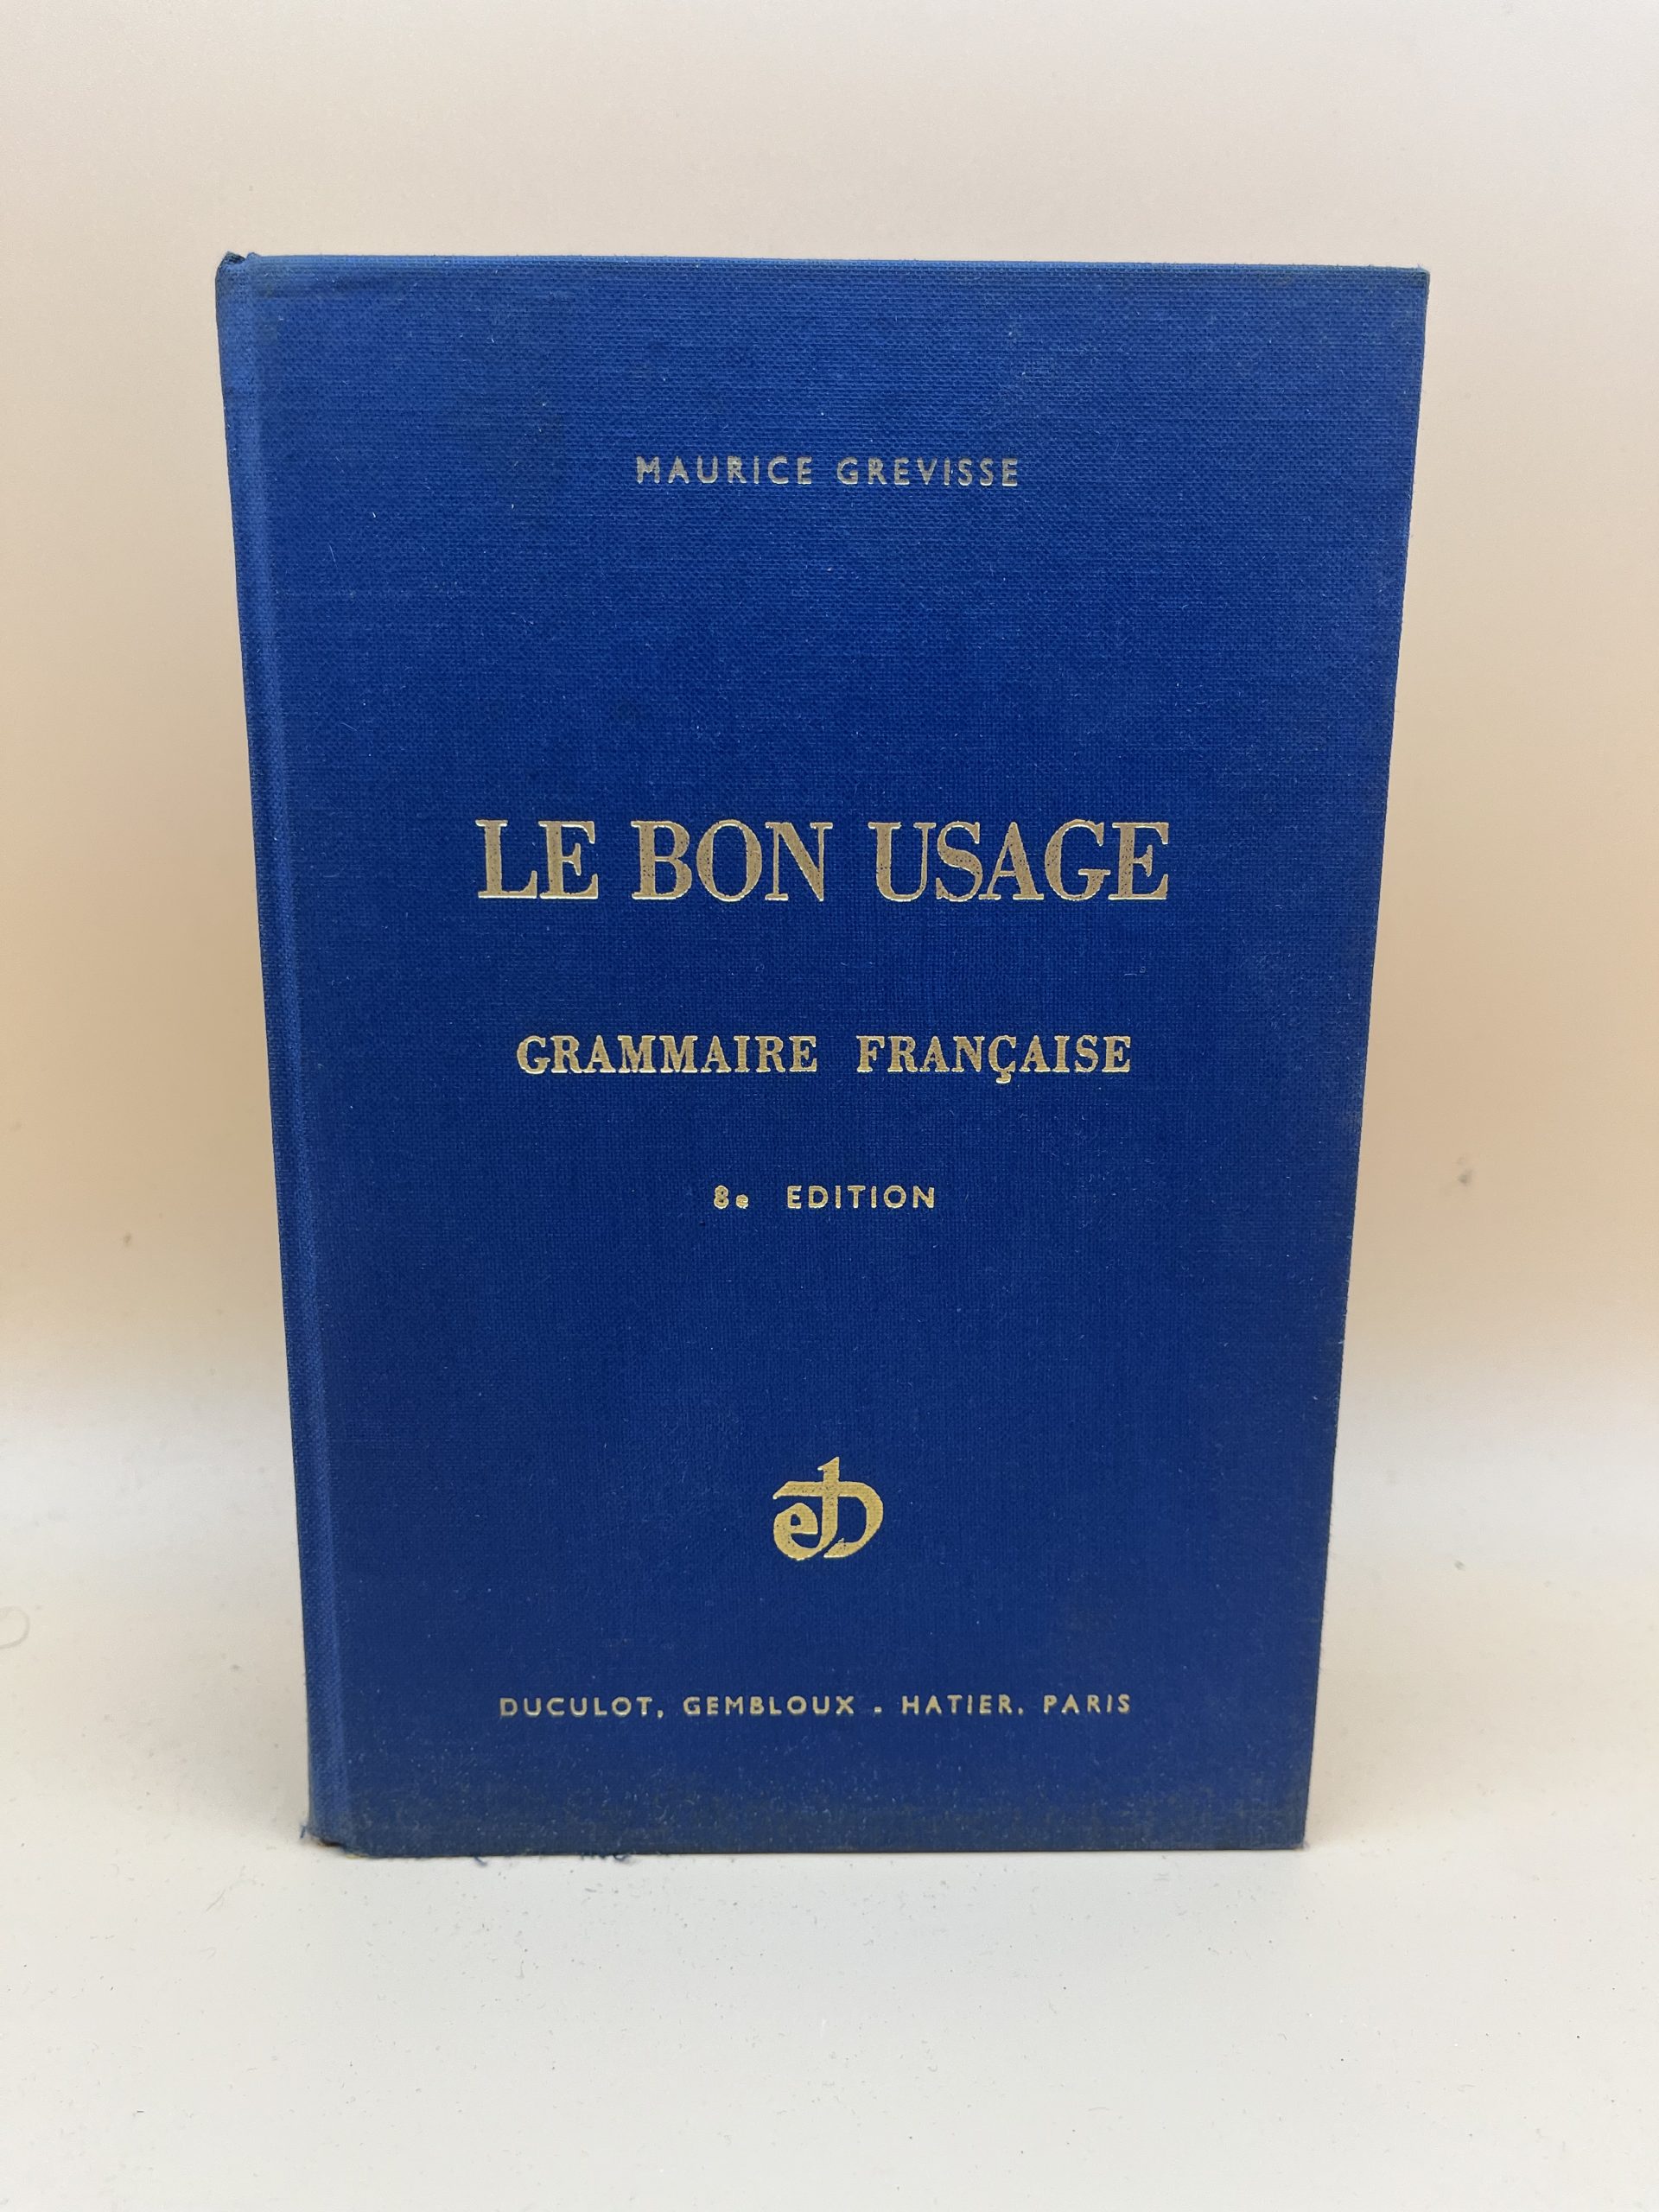 MAURICE GREVISSE
LE BON USAGE
GRAMMAIRE FRANÇAISE
8e EDITION
DUCULOT, GEMBLOUX - HATIER, PARIS